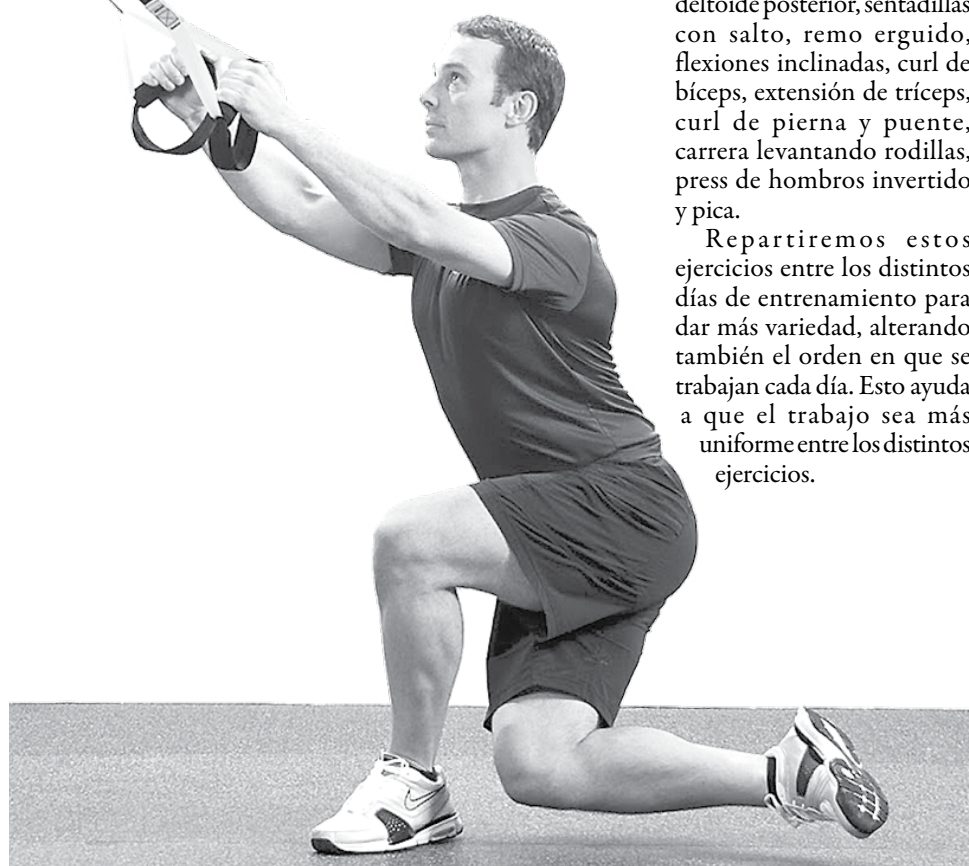 deltoide posterior, sentadillas
con salto, remo erguido,
flexiones inclinadas, curl de
bíceps, extensión de tríceps,
curl de pierna y puente,
carrera levantando rodillas,
press de hombros invertido
y pica.
Repartiremos estos
ejercicios entre los distintos
días de entrenamiento para
dar más variedad, alterando
también el orden en que se
trabajan cada día. Esto ayuda
a que el trabajo sea más
uniforme entre los distintos
ejercicios.